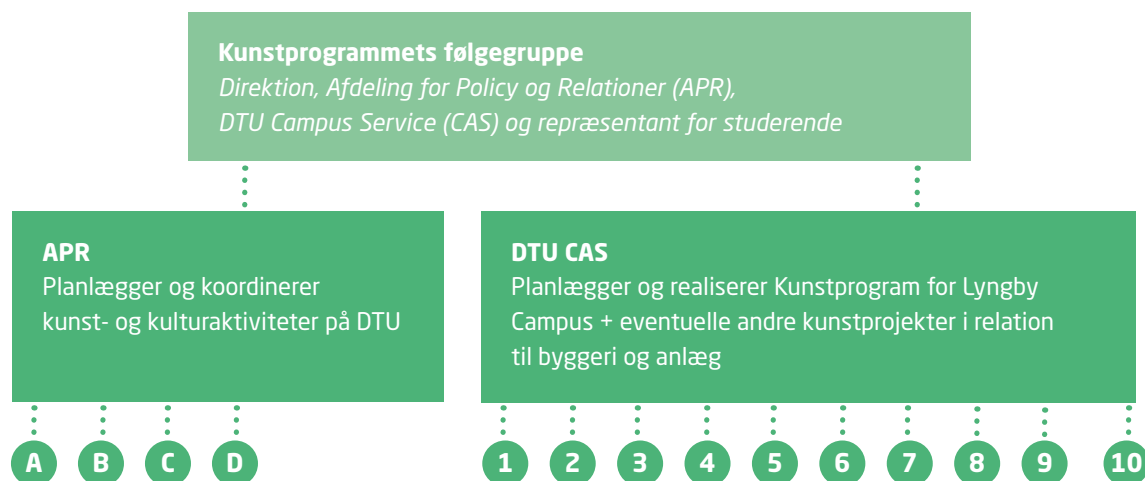 Kunstprogrammets følgegruppe
Direktion, Afdeling for Policy og Relationer (APR),
DTU Campus Service (CAS) og repræsentant for studerende
APR
Planlægger og koordinerer
kunst- og kulturaktiviteter på DTU
DTU CAS
Planlægger og realiserer Kunstprogram for Lyngby
Campus + eventuelle andre kunstprojekter i relation
til byggeri og anlæg
A B C D
1 2 3 4 5 6 7 8 9 10